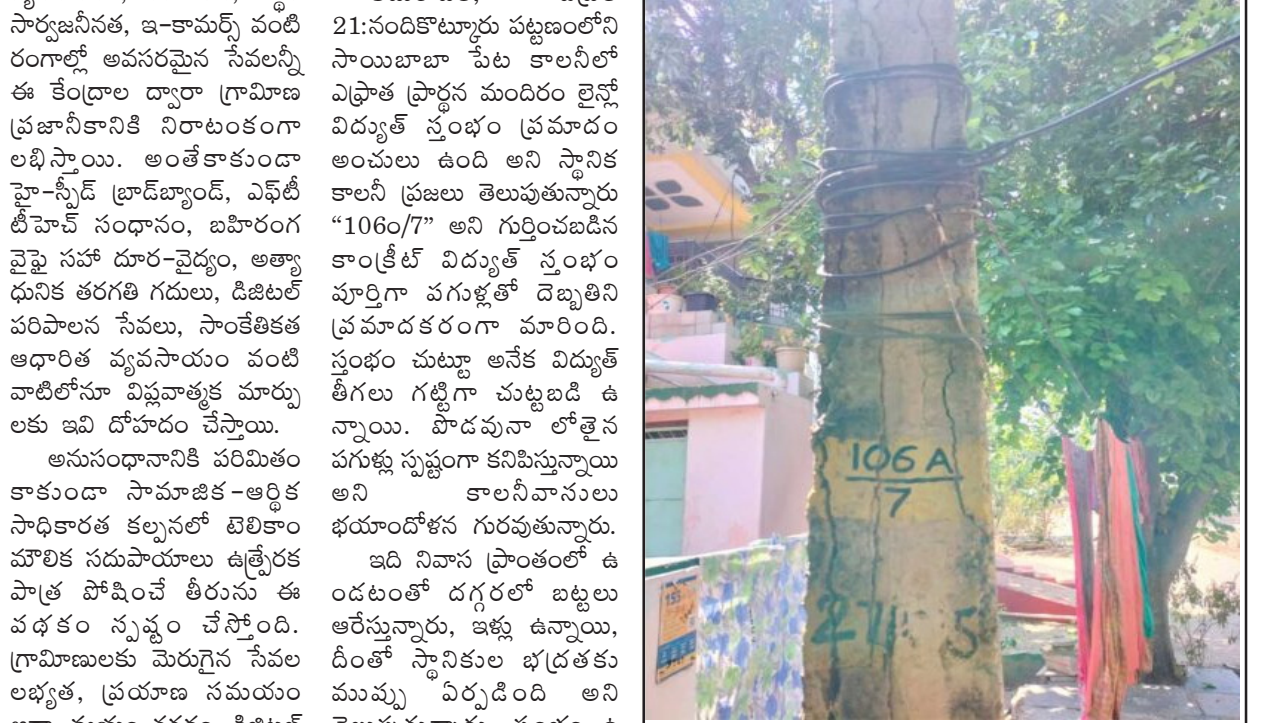 సార్వజనీనత, ఇ-కామర్స్ వంటి
రంగాల్లో అవసరమైన సేవలన్నీ
ఈ కేంద్రాల ద్వారా గ్రామీణ
ప్రజానీకానికి నిరాటంకంగా
లభిస్తాయి. అంతేకాకుండా
హై-స్పీడ్ బ్రాడ్‌బ్యాండ్, ఎఫ్‌టీ
టీహెచ్ సంధానం, బహిరంగ
వైఫై సహా దూర-వైద్యం, అత్యా
ధునిక తరగతి గదులు, డిజిటల్
పరిపాలన సేవలు, సాంకేతికత
ఆధారిత వ్యవసాయం వంటి
వాటిలోనూ విప్లవాత్మక మార్పు
లకు ఇవి దోహదం చేస్తాయి.
అనుసంధానానికి పరిమితం
కాకుండా సామాజిక-ఆర్థిక
సాధికారత కల్పనలో టెలికాం
మౌలిక సదుపాయాలు ఉత్ప్రేరక
పాత్ర పోషించే తీరును ఈ
పథకం స్పష్టం చేస్తోంది.
గ్రామీణులకు మెరుగైన సేవల
లభ్యత, ప్రయాణ సమయం
21:నందికొట్కూరు పట్టణంలోని
సాయిబాబా పేట కాలనీలో
ఎఫ్రాత ప్రార్థన మందిరం లైన్లో
విద్యుత్ స్తంభం ప్రమాదం
అంచులు ఉంది అని స్థానిక
కాలనీ ప్రజలు తెలుపుతున్నారు
“106ం/7” అని గుర్తించబడిన
కాంక్రీట్ విద్యుత్ స్తంభం
పూర్తిగా పగుళ్లతో దెబ్బతిని
ప్రమాదకరంగా మారింది.
స్తంభం చుట్టూ అనేక విద్యుత్
తీగలు గట్టిగా చుట్టబడి ఉ
న్నాయి. పొడవునా లోతైన
పగుళ్లు స్పష్టంగా కనిపిస్తున్నాయి
అని కాలనీవాసులు
భయాందోళన గురవుతున్నారు.
ఇది నివాస ప్రాంతంలో ఉ
ండటంతో దగ్గరలో బట్టలు
ఆరేస్తున్నారు, ఇళ్లు ఉన్నాయి,
దీంతో స్థానికుల భద్రతకు
ముప్పు ఏర్పడింది అని
106 A
7
27 5
155